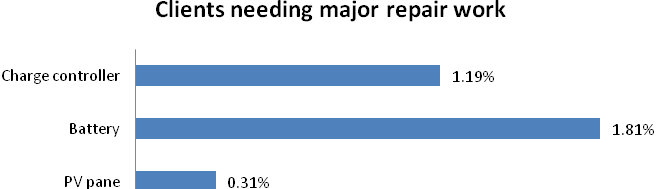 Clients needing major repair work
Charge controller 1.19%
Battery 1.81%
PV pane 0.31%